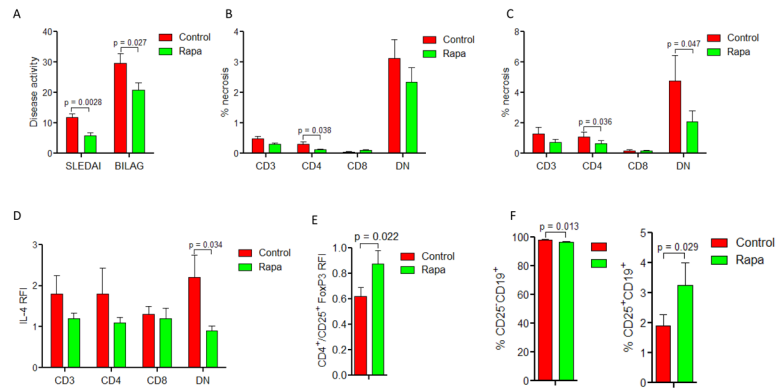 A
Disease activity
40
30
20
10
0
p = 0.0028
p = 0.027
SLEDAI BILAG
Control
Rapa
B
% necrosis
4
3
2
1
0
p = 0.038
CD3 CD4 CD8 DN
Control
Rapa
C
% necrosis
8
6
4
2
0
p = 0.036
p = 0.047
CD3 CD4 CD8 DN
Control
Rapa
D
IL-4 RFI
3
2
1
0
p = 0.034
CD3 CD4 CD8 DN
Control
Rapa
E
CD4+/CD25+ FoxP3 RFI
1.0
0.8
0.6
0.4
0.2
0.0
p = 0.022
Control
Rapa
F
% CD25-CD19+
100
80
60
40
20
0
p = 0.013
% CD25+CD19+
5
4
3
2
1
0
p = 0.029
Control
Rapa